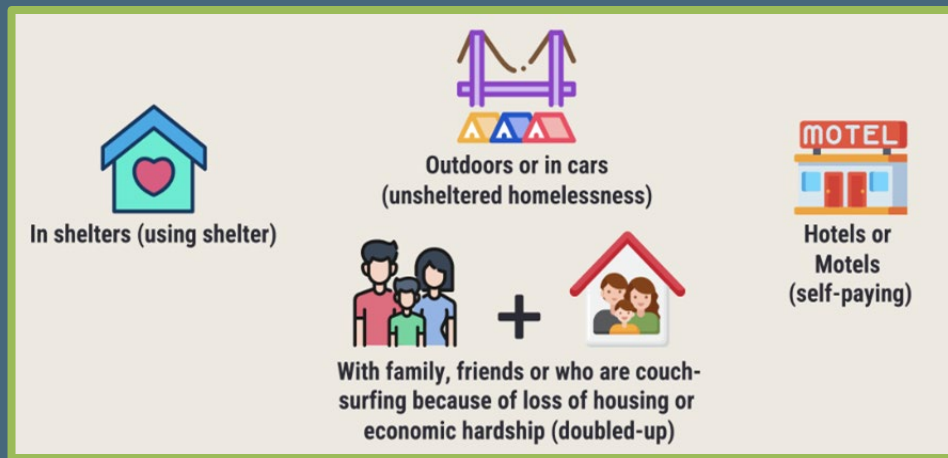 In shelters (using shelter)
Outdoors or in cars
(unsheltered homelessness)
MOTEL
Hotels or
Motels
(self-paying)
With family, friends or who are couch-
surfing because of loss of housing or
economic hardship (doubled-up)